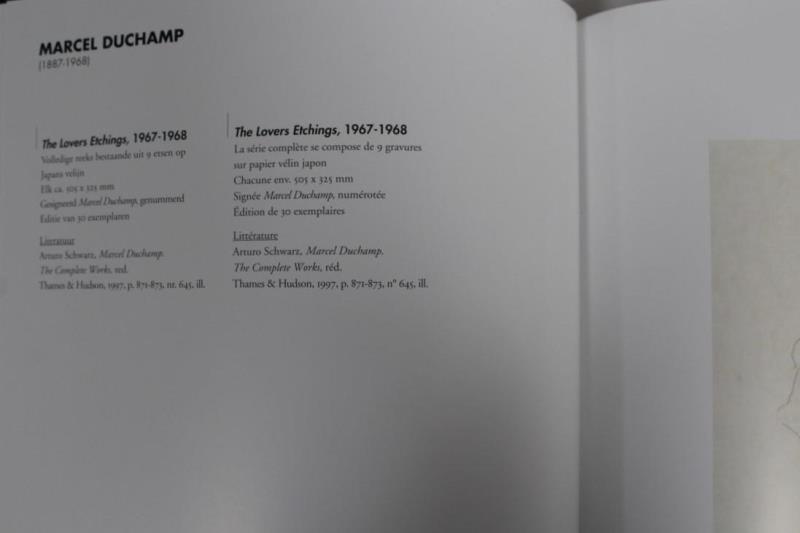 MARCEL DUCHAMP
(1887-1968)
The Lovers Etchings, 1967-1968
Volledige reeks bestaande uit 9 etsen op
Japans velijn
Elk ca. 505 x 325 mm
Gesigneerd Marcel Duchamp, genummerd
Editie van 30 exemplaren
Literatuur
Arturo Schwarz, Marcel Duchamp.
The Complete Works, red.
Thames & Hudson, 1997, p. 871-873, nr. 645, ill.
The Lovers Etchings, 1967-1968
La série complète se compose de 9 gravures
sur papier vélin japon
Chacune env. 505 x 325 mm
Signée Marcel Duchamp, numérotée
Édition de 30 exemplaires
Littérature
Arturo Schwarz, Marcel Duchamp.
The Complete Works, réd.
Thames & Hudson, 1997, p. 871-873, n° 645, ill.